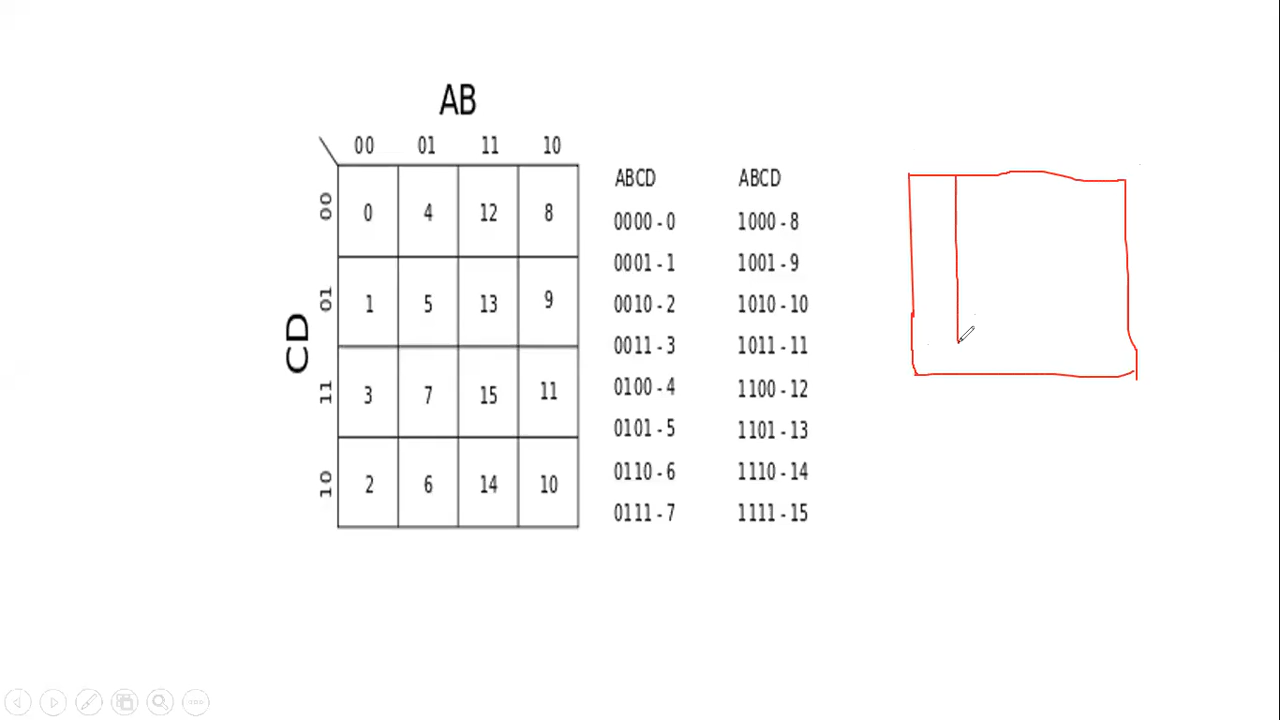 AB
00 01 11 10
00 0 4 12 8
01 1 5 13 9
CD
11 3 7 15 11
10 2 6 14 10
ABCD ABCD
0000 - 0 1000 - 8
0001 - 1 1001 - 9
0010 - 2 1010 - 10
0011 - 3 1011 - 11
0100 - 4 1100 - 12
0101 - 5 1101 - 13
0110 - 6 1110 - 14
0111 - 7 1111 - 15